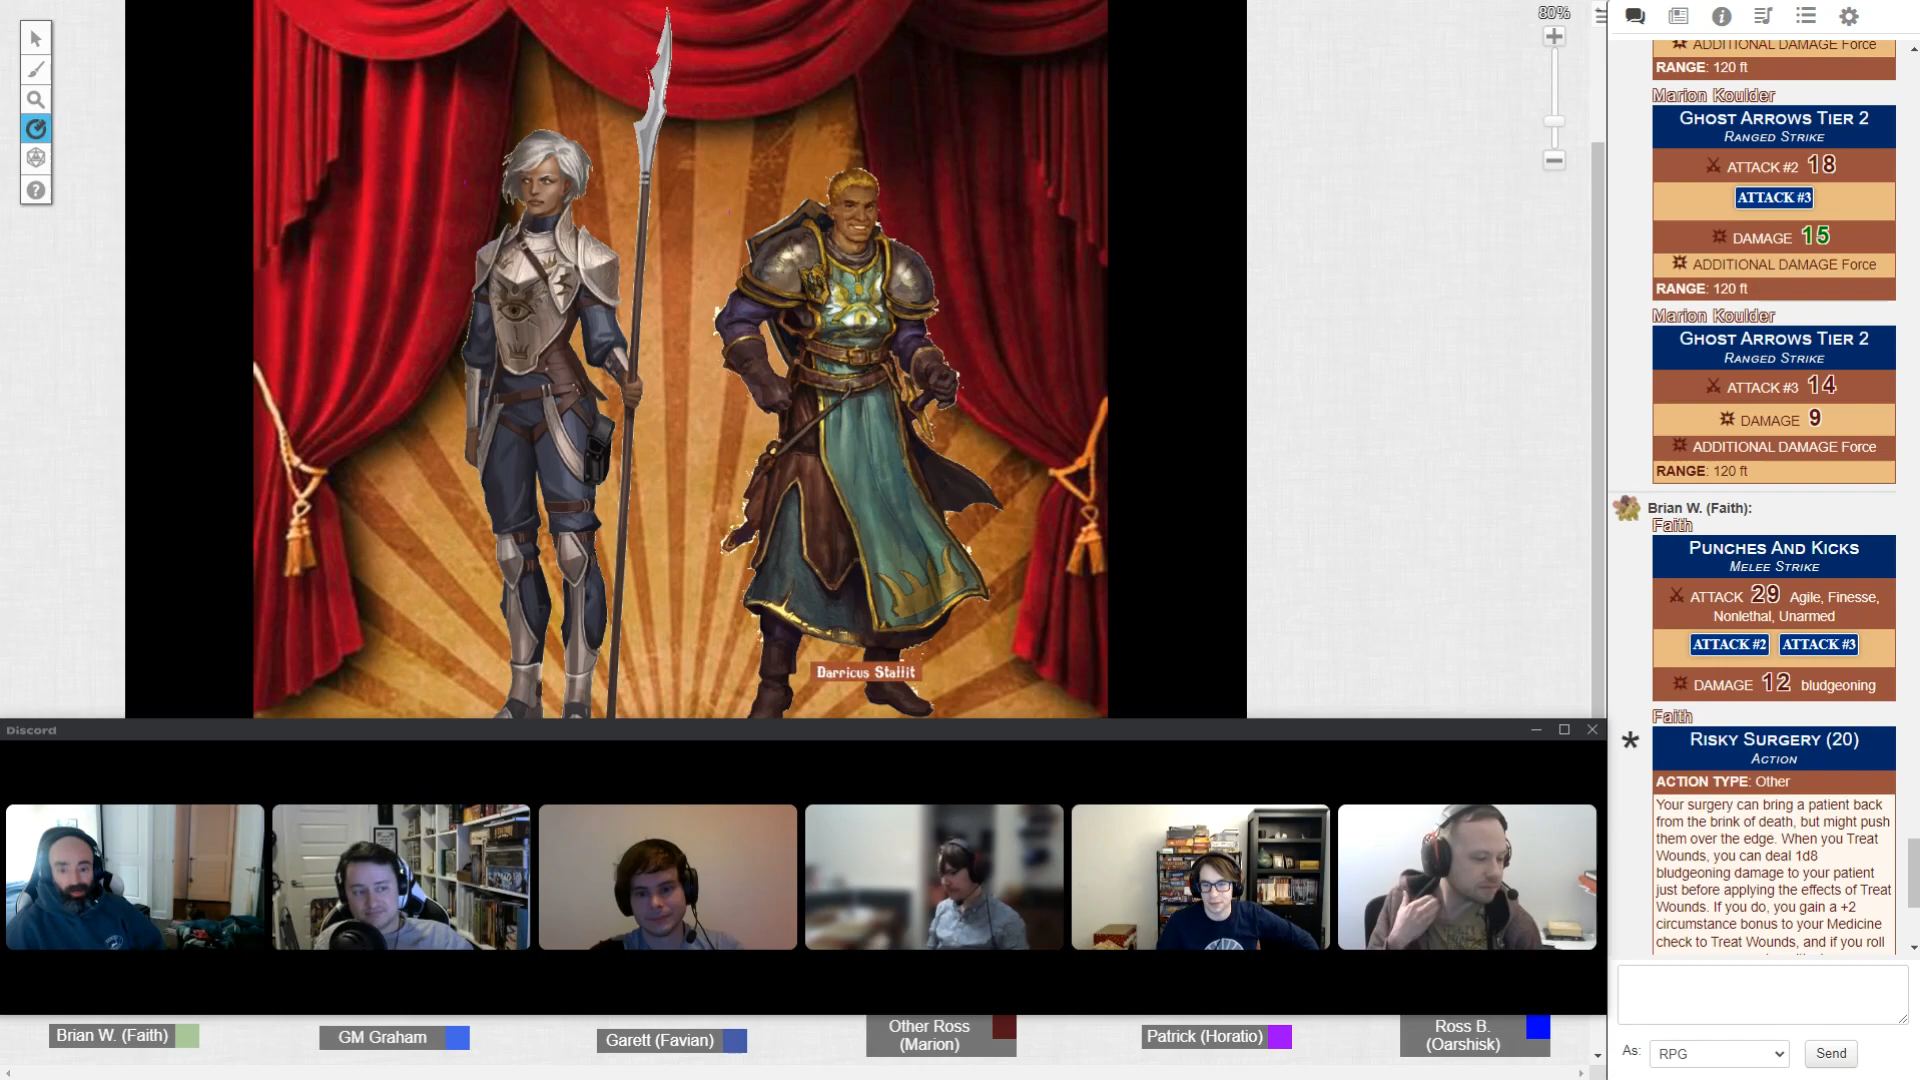 80%
Darricus Stallit
Discord
Brian W. (Faith)
GM Graham
Garett (Favian)
Other Ross
(Marion)
Patrick (Horatio)
Ross B.
(Oarshisk)
ADDITIONAL DAMAGE Force
RANGE: 120 ft
Marion Koulder
Ghost Arrows Tier 2
Ranged Strike
ATTACK #2 18
ATTACK #3
DAMAGE 15
ADDITIONAL DAMAGE Force
RANGE: 120 ft
Marion Koulder
Ghost Arrows Tier 2
Ranged Strike
ATTACK #3 14
DAMAGE 9
ADDITIONAL DAMAGE Force
RANGE: 120 ft
Brian W. (Faith):
Faith
Punches And Kicks
Melee Strike
ATTACK 29 Agile, Finesse,
Nonlethal, Unarmed
ATTACK #2 ATTACK #3
DAMAGE 12 bludgeoning
Faith
Risky Surgery (20)
Action
ACTION TYPE: Other
Your surgery can bring a patient back
from the brink of death, but might push
them over the edge. When you Treat
Wounds, you can deal 1d8
bludgeoning damage to your patient
just before applying the effects of Treat
Wounds. If you do, you gain a +2
circumstance bonus to your Medicine
check to Treat Wounds, and if you roll
As: RPG Send